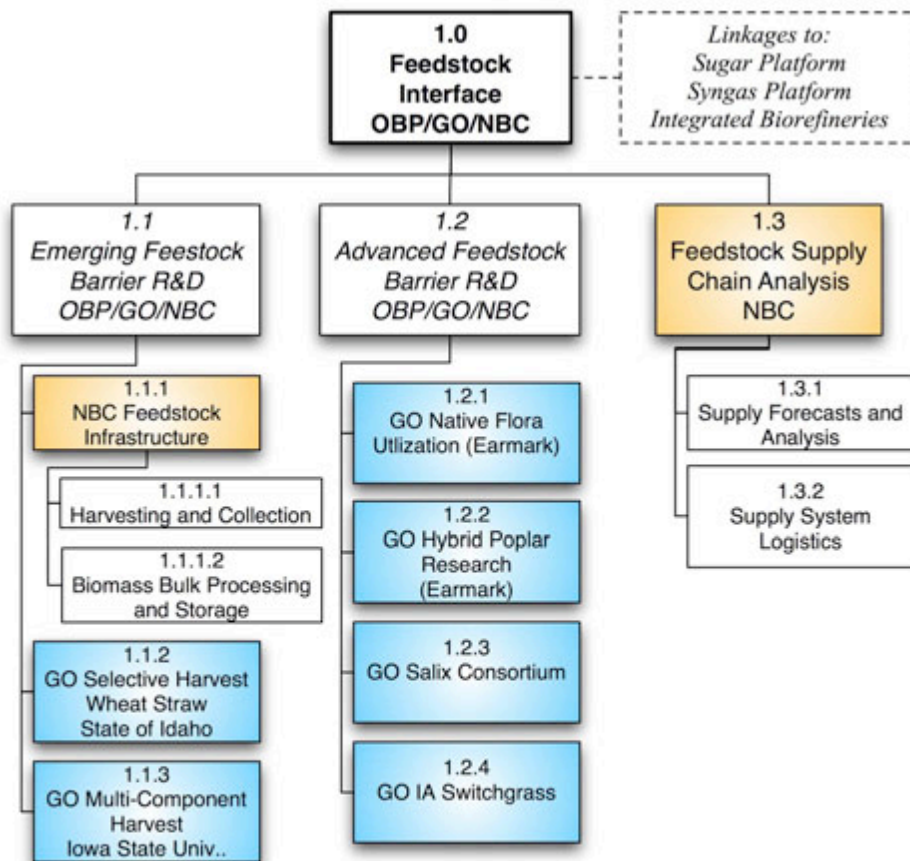 1.0
Feedstock
Interface
OBP/GO/NBC
Linkages to:
Sugar Platform
Syngas Platform
Integrated Biorefineries
1.1
Emerging Feestock
Barrier R&D
OBP/GO/NBC
1.2
Advanced Feedstock
Barrier R&D
OBP/GO/NBC
1.3
Feedstock Supply
Chain Analysis
NBC
1.1.1
NBC Feedstock
Infrastructure
1.1.1.1
Harvesting and Collection
1.1.1.2
Biomass Bulk Processing
and Storage
1.1.2
GO Selective Harvest
Wheat Straw
State of Idaho
1.1.3
GO Multi-Component
Harvest
Iowa State Univ..
1.2.1
GO Native Flora
Utlization (Earmark)
1.2.2
GO Hybrid Poplar
Research
(Earmark)
1.2.3
GO Salix Consortium
1.2.4
GO IA Switchgrass
1.3.1
Supply Forecasts and
Analysis
1.3.2
Supply System
Logistics